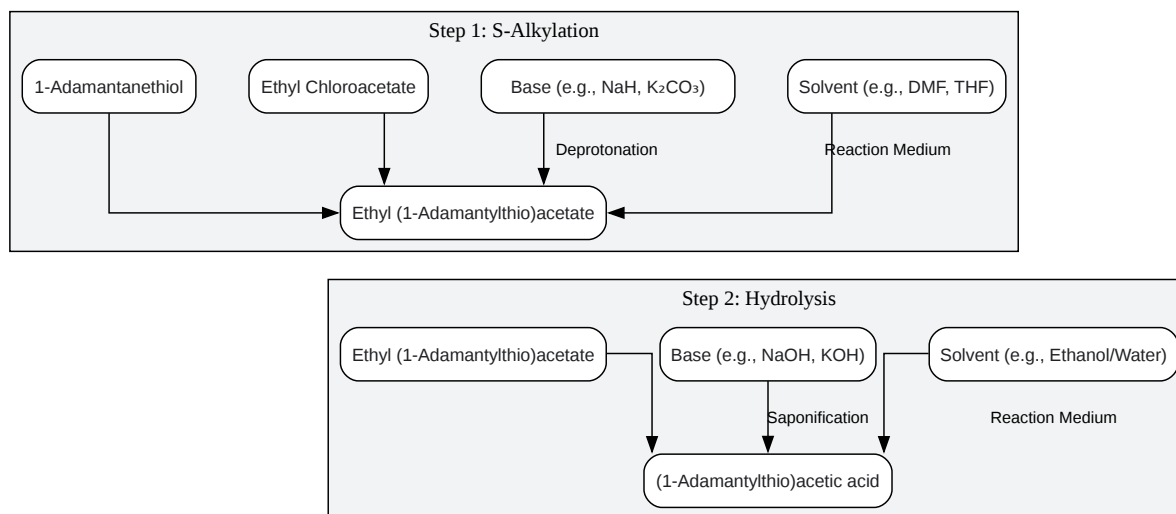 Step 1: S-Alkylation
1-Adamantanethiol
Ethyl Chloroacetate
Base (e.g., NaH, K₂CO₃)
Solvent (e.g., DMF, THF)
Deprotonation
Reaction Medium
Ethyl (1-Adamantylthio)acetate
Step 2: Hydrolysis
Ethyl (1-Adamantylthio)acetate
Base (e.g., NaOH, KOH)
Solvent (e.g., Ethanol/Water)
Saponification
Reaction Medium
(1-Adamantylthio)acetic acid